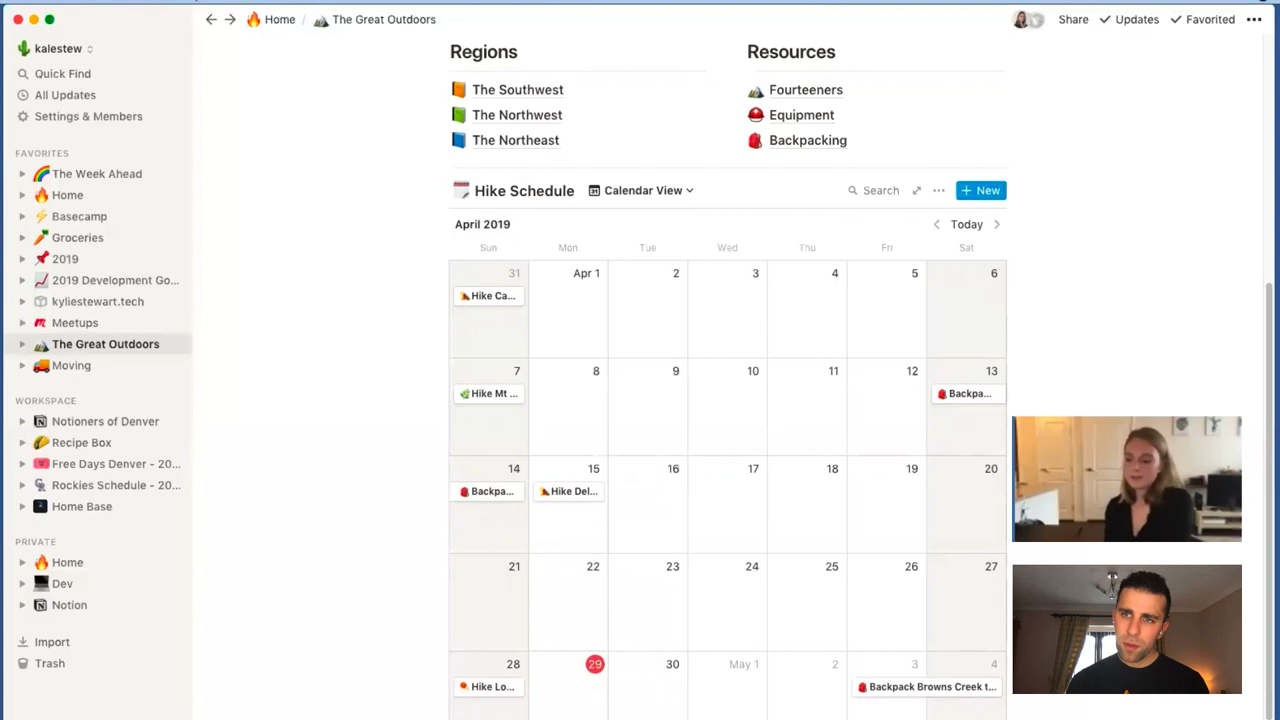 Home / The Great Outdoors
Share Updates Favorited •••
kalestew
Quick Find
All Updates
Settings & Members
FAVORITES
The Week Ahead
Home
Basecamp
Groceries
2019
2019 Development Go...
kyliestewart.tech
Meetups
The Great Outdoors
Moving
WORKSPACE
Notioners of Denver
Recipe Box
Free Days Denver - 20...
Rockies Schedule - 20...
Home Base
PRIVATE
Home
Dev
Notion
Import
Trash
Regions
The Southwest
The Northwest
The Northeast
Resources
Fourteeners
Equipment
Backpacking
Hike Schedule Calendar View Search ••• + New
April 2019 Today
Sun Mon Tue Wed Thu Fri Sat
31 Apr 1 2 3 4 5 6
Hike Ca...
7 8 9 10 11 12 13
Hike Mt ... Backpa...
14 15 16 17 18 19 20
Backpa... Hike Del...
21 22 23 24 25 26 27
28 29 30 May 1 2 3 4
Hike Lo... Backpack Browns Creek t...